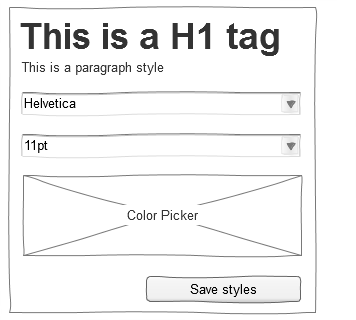 This is a H1 tag
This is a paragraph style
Helvetica
11pt
Color Picker
Save styles